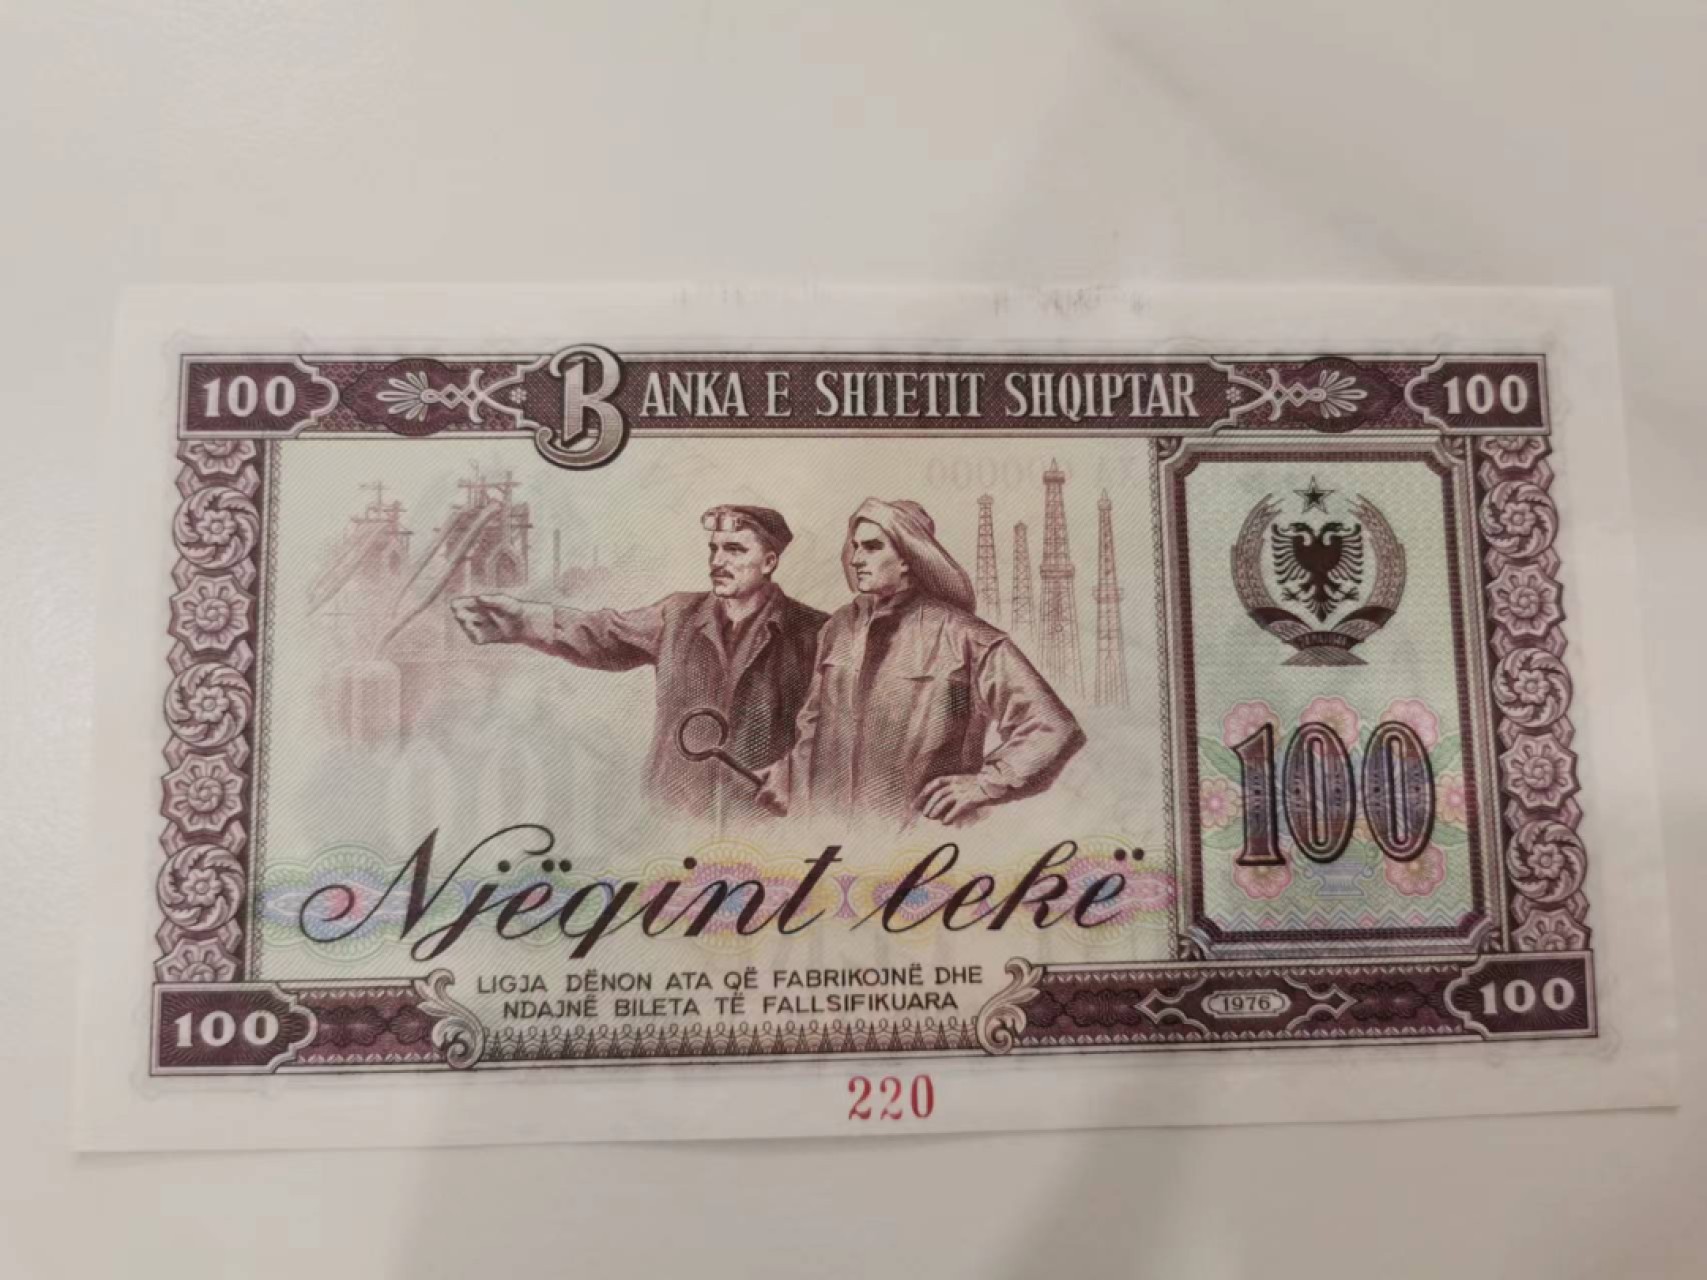 100 BANKA E SHTETIT SHQIPTAR 100
100
Njëqint lekë
LIGJA DËNON ATA QË FABRIKOJNË DHE
NDAJNË BILETA TË FALLSIFIKUARA
100 1976 100
220